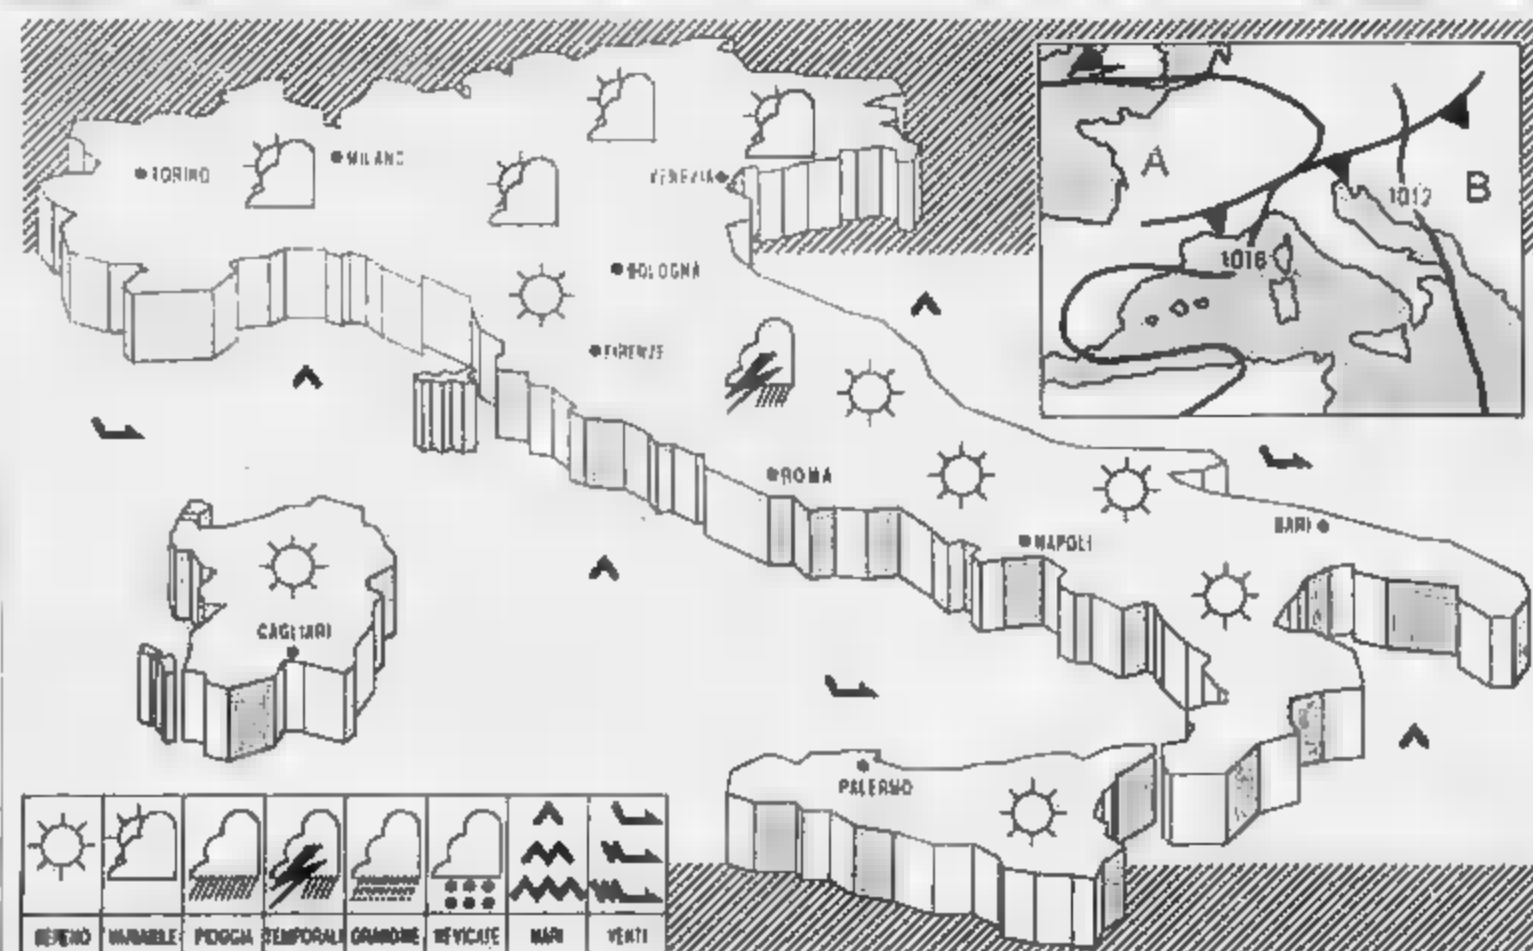 TORINO
MILANO
VENEZIA
BOLOGNA
FIRENZE
ROMA
NAPOLI
BARI
CAGLIARI
PALERMO
A
B
1012
1016
SERENO VARIABILE PIOGGIA TEMPORALI GRANDINE NEVICATE MARI VENTI